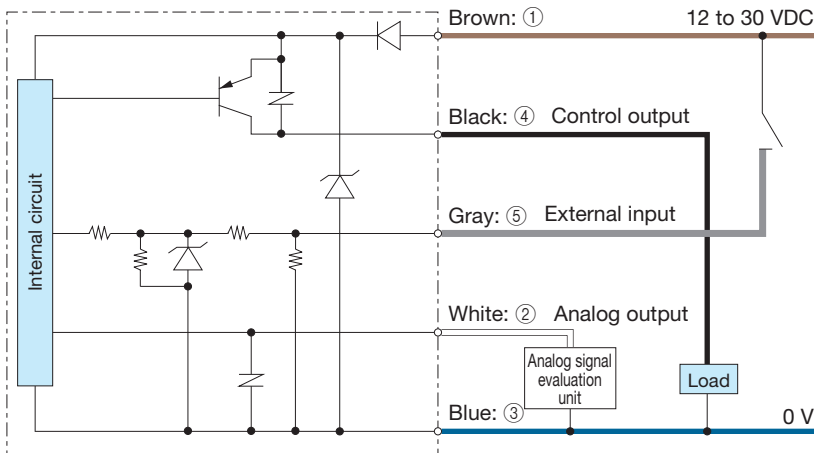 Brown: ① 12 to 30 VDC
Black: ④ Control output
Internal circuit
Gray: ⑤ External input
White: ② Analog output
Analog signal
evaluation
unit
Load
Blue: ③ 0 V